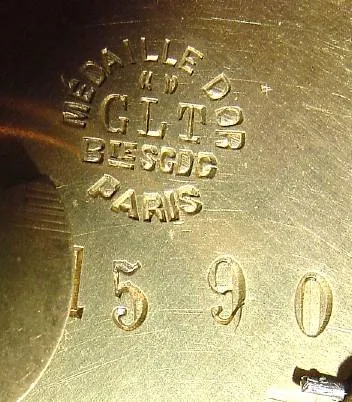 MÉDAILLE D'OR
« »
GLT
BTE SGDG
PARIS
1590